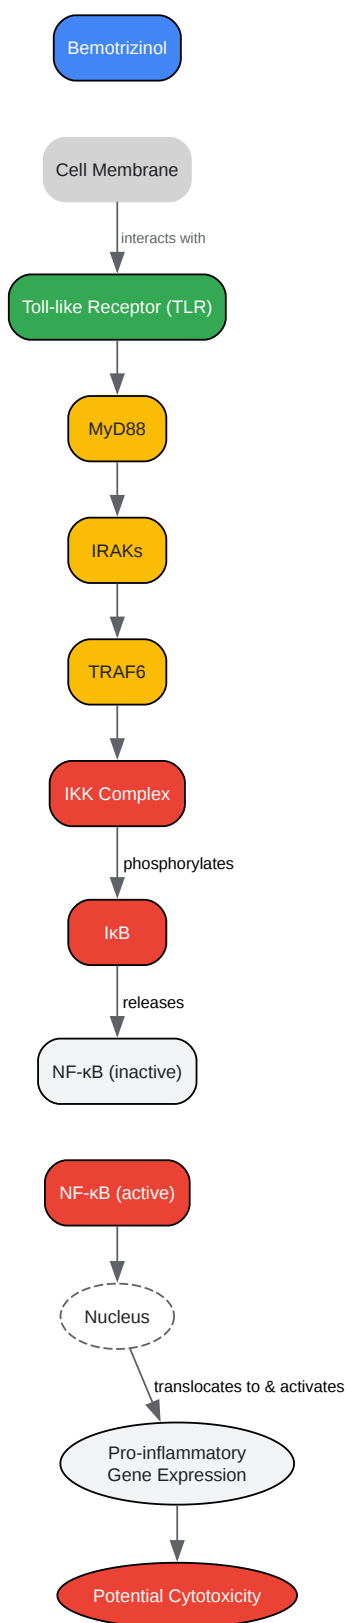 Bemotrizinol
Cell Membrane
interacts with
Toll-like Receptor (TLR)
MyD88
IRAKs
TRAF6
IKK Complex
phosphorylates
IκB
releases
NF-κB (inactive)
NF-κB (active)
Nucleus
translocates to & activates
Pro-inflammatory
Gene Expression
Potential Cytotoxicity